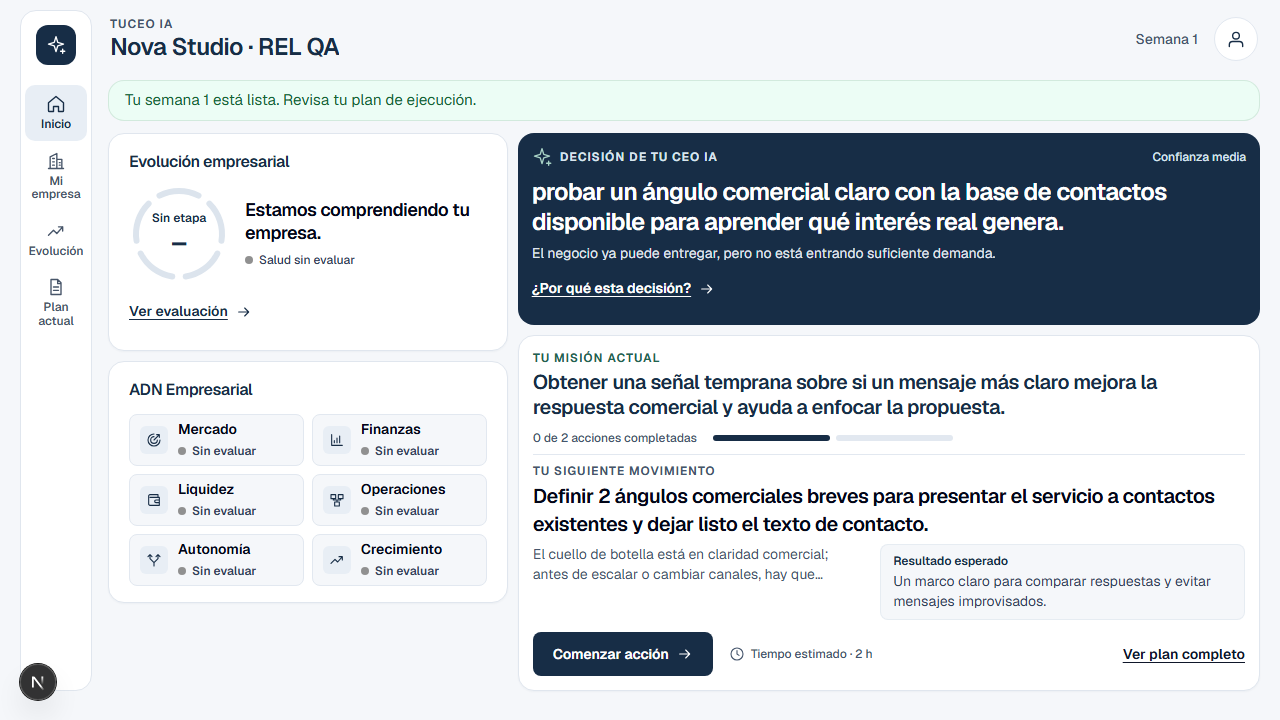 TUCEO IA
Nova Studio · REL QA
Semana 1
Inicio
Mi
empresa
Evolución
Plan
actual
Tu semana 1 está lista. Revisa tu plan de ejecución.
Evolución empresarial
Sin etapa
–
Estamos comprendiendo tu
empresa.
Salud sin evaluar
Ver evaluación
ADN Empresarial
Mercado
Sin evaluar
Finanzas
Sin evaluar
Liquidez
Sin evaluar
Operaciones
Sin evaluar
Autonomía
Sin evaluar
Crecimiento
Sin evaluar
DECISIÓN DE TU CEO IA
Confianza media
probar un ángulo comercial claro con la base de contactos
disponible para aprender qué interés real genera.
El negocio ya puede entregar, pero no está entrando suficiente demanda.
¿Por qué esta decisión?
TU MISIÓN ACTUAL
Obtener una señal temprana sobre si un mensaje más claro mejora la
respuesta comercial y ayuda a enfocar la propuesta.
0 de 2 acciones completadas
TU SIGUIENTE MOVIMIENTO
Definir 2 ángulos comerciales breves para presentar el servicio a contactos
existentes y dejar listo el texto de contacto.
El cuello de botella está en claridad comercial;
antes de escalar o cambiar canales, hay que…
Resultado esperado
Un marco claro para comparar respuestas y evitar
mensajes improvisados.
Comenzar acción
Tiempo estimado · 2 h
Ver plan completo
N